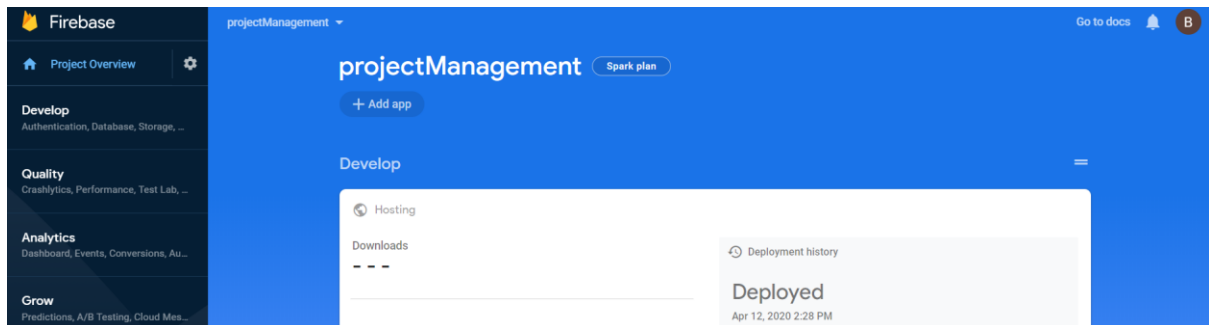 Firebase
projectManagement
Go to docs
B
Project Overview
projectManagement
Spark plan
+ Add app
Develop
Authentication, Database, Storage, ...
Quality
Crashlytics, Performance, Test Lab, ...
Analytics
Dashboard, Events, Conversions, Au...
Grow
Predictions, A/B Testing, Cloud Mes...
Develop
Hosting
Downloads
- - -
Deployment history
Deployed
Apr 12, 2020 2:28 PM